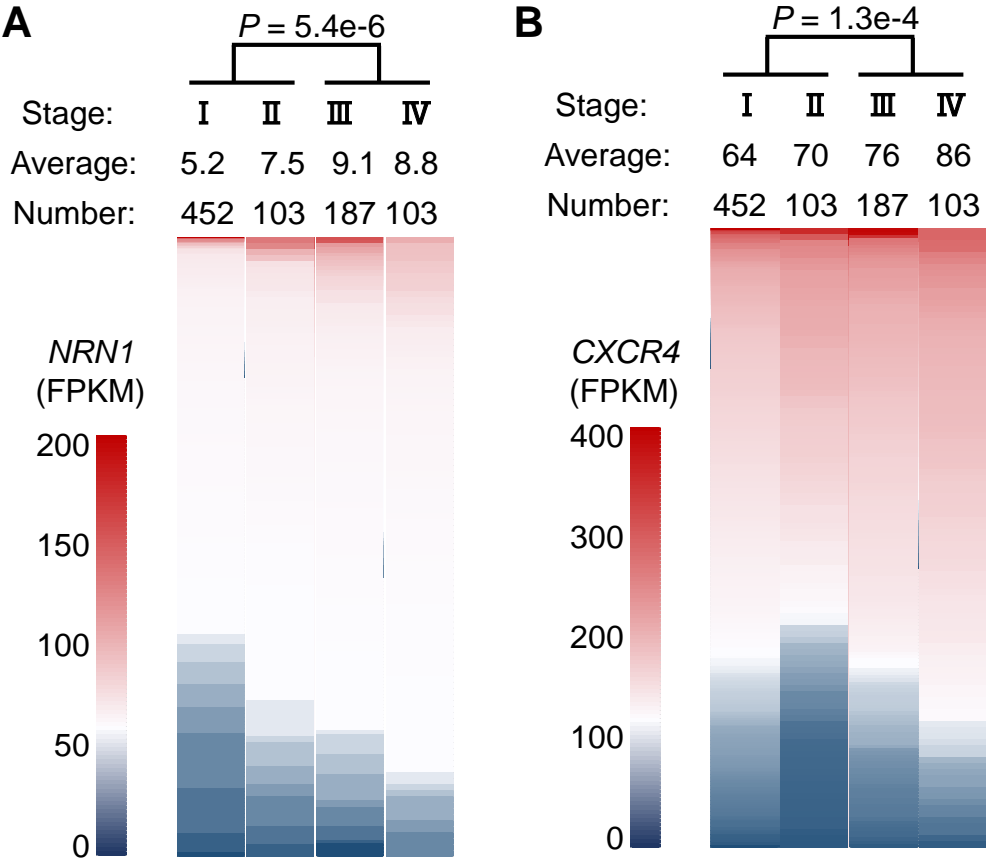 A
P = 5.4e-6
Stage: I II III IV
Average: 5.2 7.5 9.1 8.8
Number: 452 103 187 103
NRN1
(FPKM)
200
150
100
50
0
B
P = 1.3e-4
Stage: I II III IV
Average: 64 70 76 86
Number: 452 103 187 103
CXCR4
(FPKM)
400
300
200
100
0